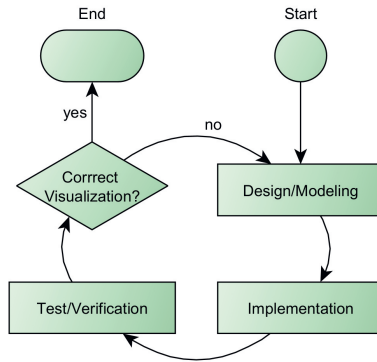 End
Start
yes
no
Corrrect
Visualization?
Design/Modeling
Test/Verification
Implementation